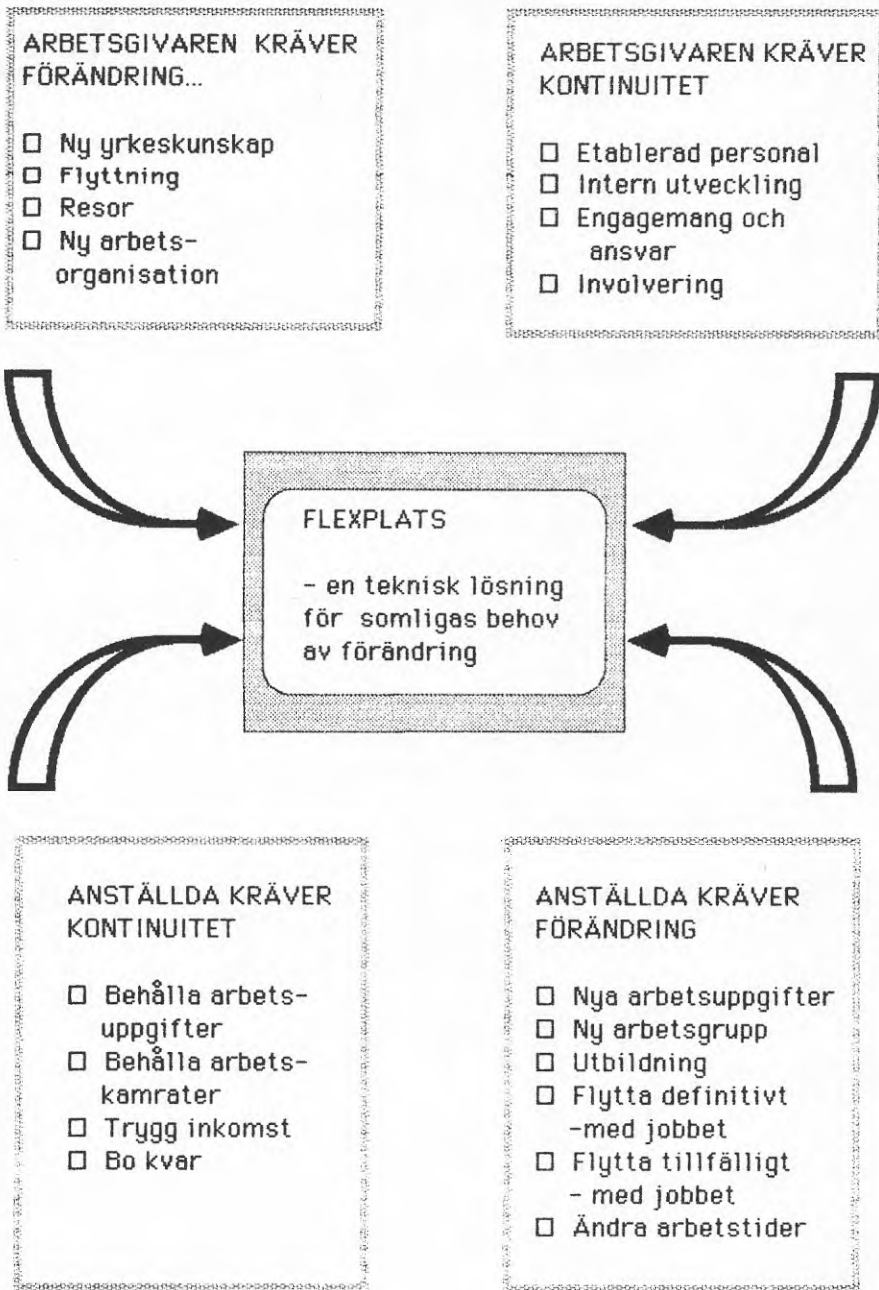 ARBETSGIVAREN KRÄVER
FÖRÄNDRING...
☐ Ny yrkeskunskap
☐ Flyttning
☐ Resor
☐ Ny arbets-
organisation
ARBETSGIVAREN KRÄVER
KONTINUITET
☐ Etablerad personal
☐ Intern utveckling
☐ Engagemang och
ansvar
☐ Involvering
FLEXPLATS
- en teknisk lösning
för somligas behov
av förändring
ANSTÄLLDA KRÄVER
KONTINUITET
☐ Behålla arbets-
uppgifter
☐ Behålla arbets-
kamrater
☐ Trygg inkomst
☐ Bo kvar
ANSTÄLLDA KRÄVER
FÖRÄNDRING
☐ Nya arbetsuppgifter
☐ Ny arbetsgrupp
☐ Utbildning
☐ Flytta definitivt
-med jobbet
☐ Flytta tillfälligt
- med jobbet
☐ Ändra arbetstider